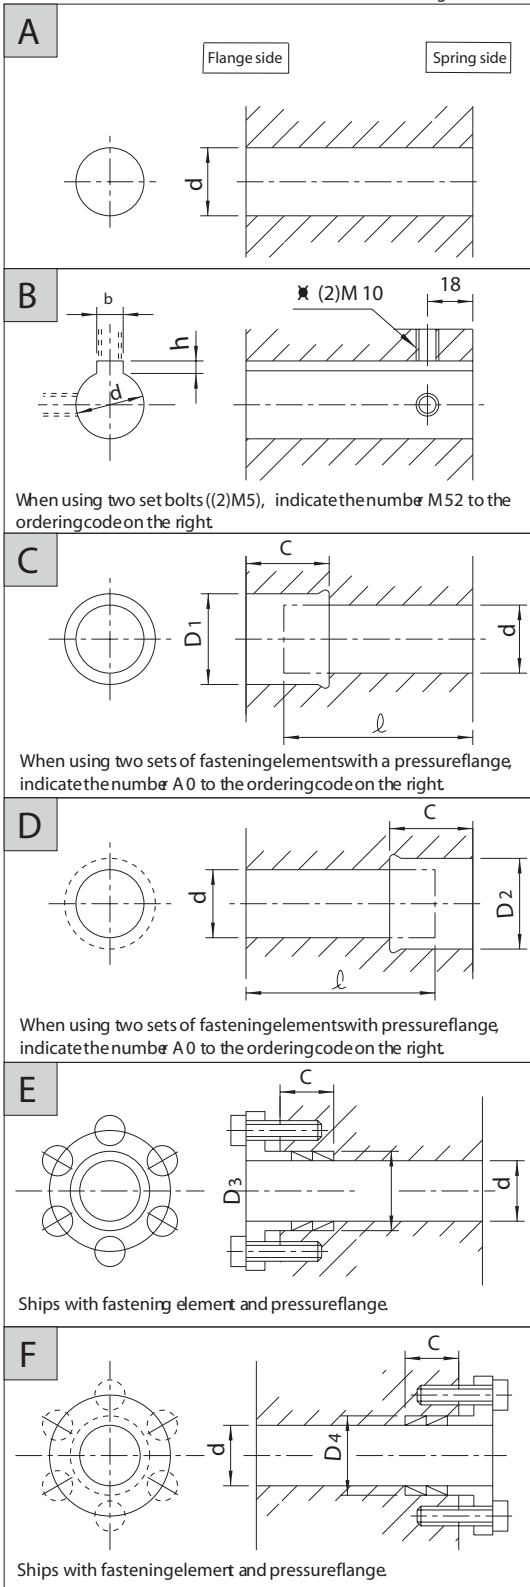 A
Flange side
Spring side
d
B
b
h
d
(2)M 10
18
When using two set bolts ((2)M5), indicate the number M52 to the
ordering code on the right.
C
C
D1
d
ℓ
When using two sets of fastening elements with a pressure flange,
indicate the number A0 to the ordering code on the right.
D
C
d
D2
ℓ
When using two sets of fastening elements with pressure flange,
indicate the number A0 to the ordering code on the right.
E
C
D3
d
Ships with fastening element and pressure flange.
F
C
d
D4
Ships with fastening element and pressure flange.